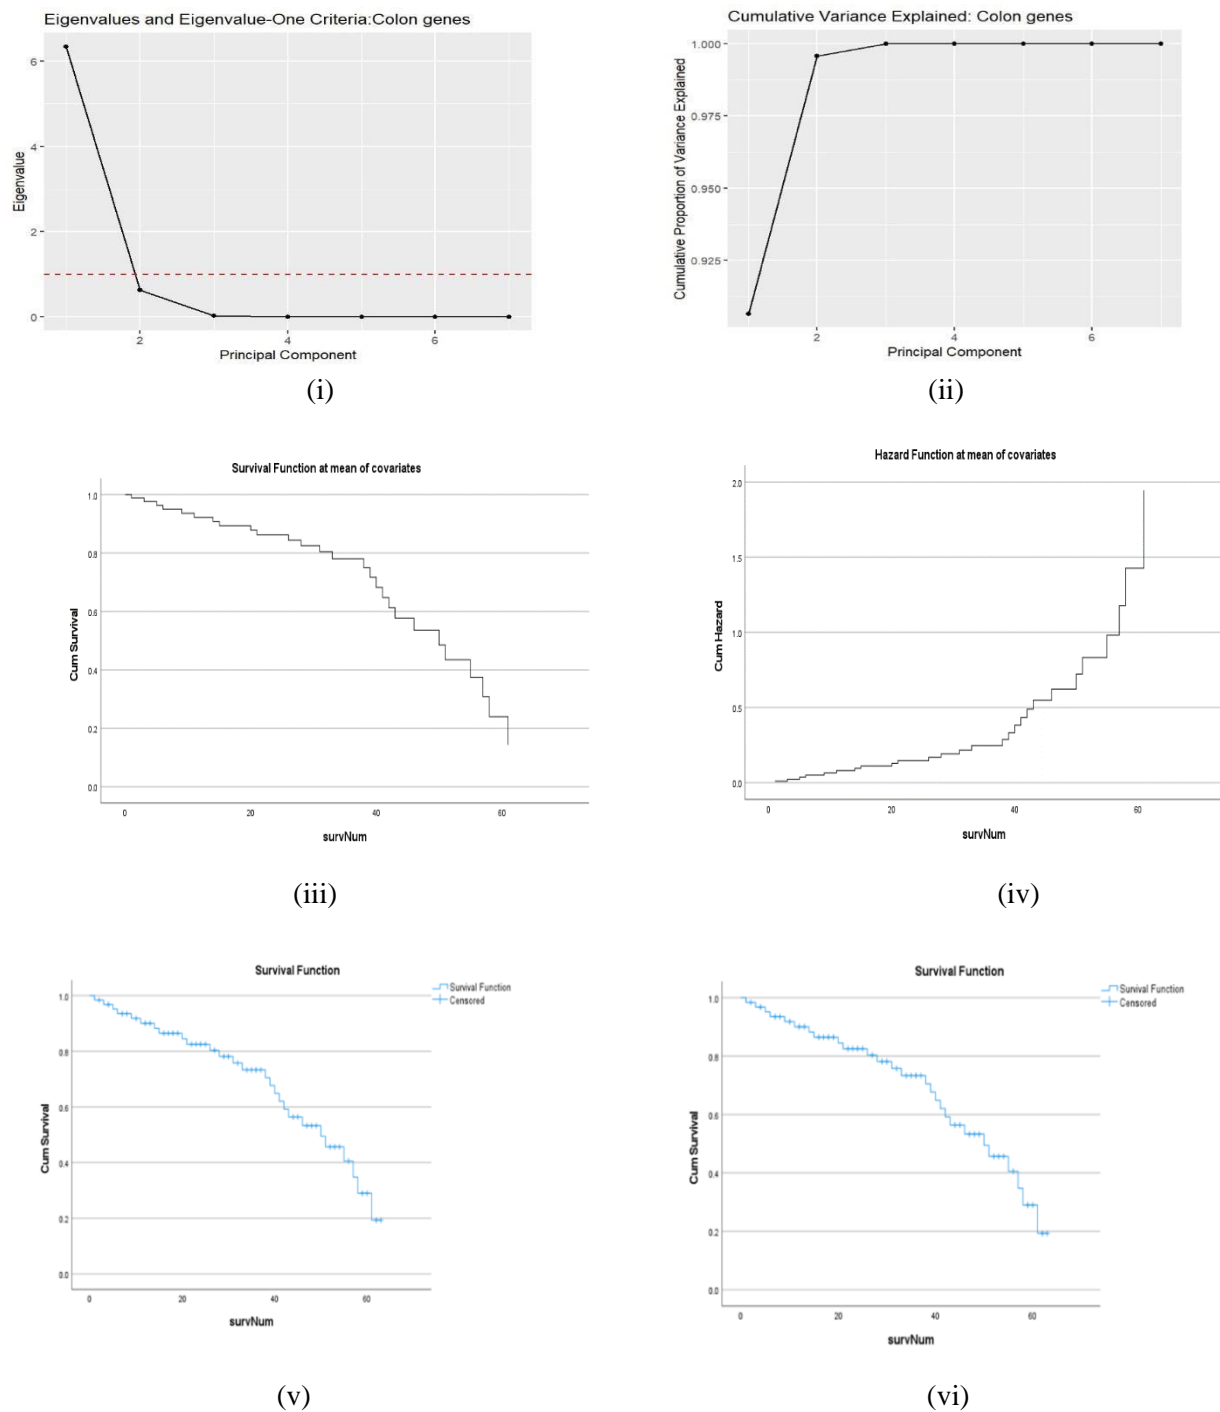 Eigenvalues and Eigenvalue-One Criteria:Colon genes
6
4
2
0
Eigenvalue
2
4
6
Principal Component
(i)
Cumulative Variance Explained: Colon genes
1.000
0.975
0.950
0.925
Cumulative Proportion of Variance Explained
2
4
6
Principal Component
(ii)
Survival Function at mean of covariates
1.0
0.8
0.6
0.4
0.2
0.0
Cum Survival
0
20
40
60
survNum
(iii)
Hazard Function at mean of covariates
2.0
1.5
1.0
0.5
0.0
Cum Hazard
0
20
40
60
survNum
(iv)
Survival Function
Survival Function
Censored
1.0
0.8
0.6
0.4
0.2
0.0
Cum Survival
0
20
40
60
survNum
(v)
Survival Function
Survival Function
Censored
1.0
0.8
0.6
0.4
0.2
0.0
Cum Survival
0
20
40
60
survNum
(vi)